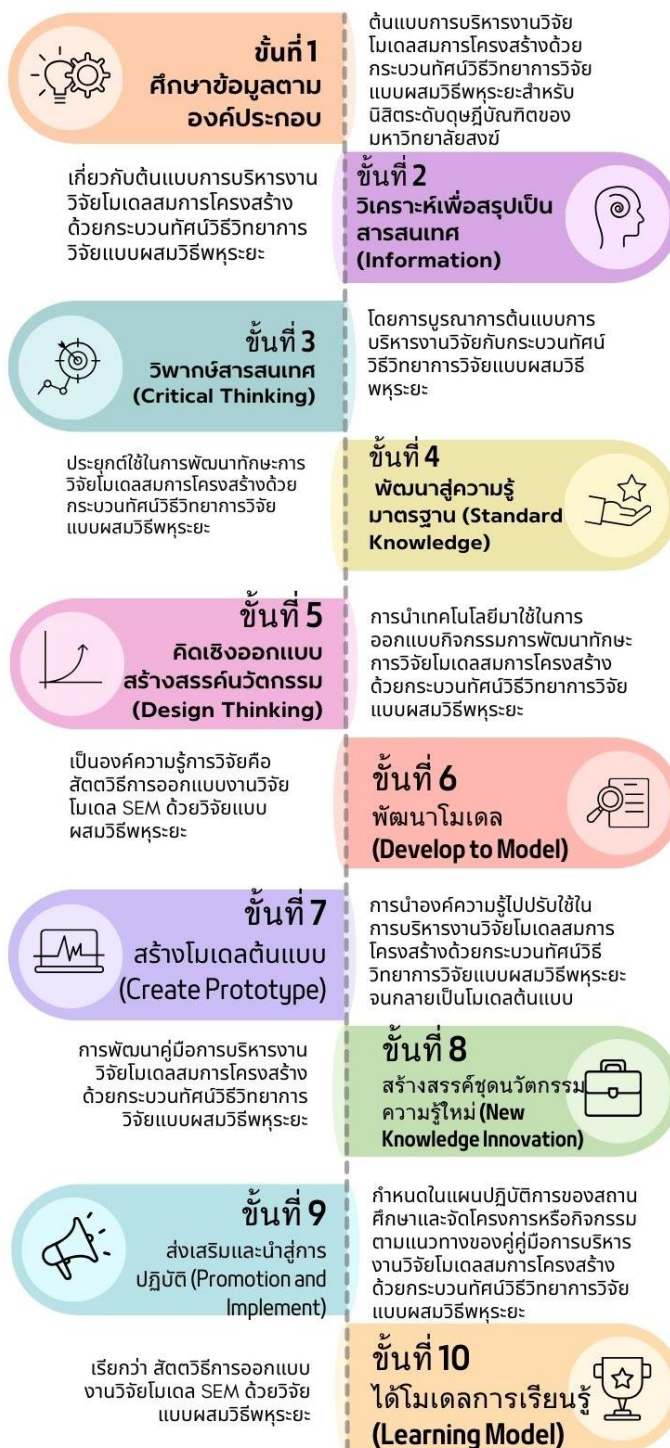 ขั้นที่ 1
ศึกษาข้อมูลตาม
องค์ประกอบ
ต้นแบบการบริหารงานวิจัย
โมเดลสมการโครงสร้างด้วย
กระบวนทัศน์วิธีวิทยาการวิจัย
แบบผสมวิธีพหุระยะสำหรับ
นิสิตระดับดุษฎีบัณฑิตของ
มหาวิทยาลัยสงฆ์
ขั้นที่ 2
วิเคราะห์เพื่อสรุปเป็น
สารสนเทศ
(Information)
เกี่ยวกับต้นแบบการบริหารงาน
วิจัยโมเดลสมการโครงสร้าง
ด้วยกระบวนทัศน์วิธีวิทยาการ
วิจัยแบบผสมวิธีพหุระยะ
ขั้นที่ 3
วิพากษ์สารสนเทศ
(Critical Thinking)
โดยการบูรณาการต้นแบบการ
บริหารงานวิจัยกับกระบวนทัศน์
วิธีวิทยาการวิจัยแบบผสมวิธี
พหุระยะ
ขั้นที่ 4
พัฒนาสู่ความรู้
มาตรฐาน (Standard
Knowledge)
ประยุกต์ใช้ในการพัฒนาทักษะการ
วิจัยโมเดลสมการโครงสร้างด้วย
กระบวนทัศน์วิธีวิทยาการวิจัย
แบบผสมวิธีพหุระยะ
ขั้นที่ 5
คิดเชิงออกแบบ
สร้างสรรค์นวัตกรรม
(Design Thinking)
การนำเทคโนโลยีมาใช้ในการ
ออกแบบกิจกรรมการพัฒนาทักษะ
การวิจัยโมเดลสมการโครงสร้าง
ด้วยกระบวนทัศน์วิธีวิทยาการวิจัย
แบบผสมวิธีพหุระยะ
ขั้นที่ 6
พัฒนาโมเดล
(Develop to Model)
เป็นองค์ความรู้การวิจัยคือ
สัตตวิธีการออกแบบงานวิจัย
โมเดล SEM ด้วยวิจัยแบบ
ผสมวิธีพหุระยะ
ขั้นที่ 7
สร้างโมเดลต้นแบบ
(Create Prototype)
การนำองค์ความรู้ไปปรับใช้ใน
การบริหารงานวิจัยโมเดลสมการ
โครงสร้างด้วยกระบวนทัศน์วิธี
วิทยาการวิจัยแบบผสมวิธีพหุระยะ
จนกลายเป็นโมเดลต้นแบบ
ขั้นที่ 8
สร้างสรรค์ชุดนวัตกรรม
ความรู้ใหม่ (New
Knowledge Innovation)
การพัฒนาคู่มือการบริหารงาน
วิจัยโมเดลสมการโครงสร้าง
ด้วยกระบวนทัศน์วิธีวิทยาการ
วิจัยแบบผสมวิธีพหุระยะ
ขั้นที่ 9
ส่งเสริมและนำสู่การ
ปฏิบัติ (Promotion and
Implement)
กำหนดในแผนปฏิบัติการของสถาน
ศึกษาและจัดโครงการหรือกิจกรรม
ตามแนวทางของคู่คู่มือการบริหาร
งานวิจัยโมเดลสมการโครงสร้าง
ด้วยกระบวนทัศน์วิธีวิทยาการวิจัย
แบบผสมวิธีพหุระยะ
ขั้นที่ 10
ได้โมเดลการเรียนรู้
(Learning Model)
เรียกว่า สัตตวิธีการออกแบบ
งานวิจัยโมเดล SEM ด้วยวิจัย
แบบผสมวิธีพหุระยะ